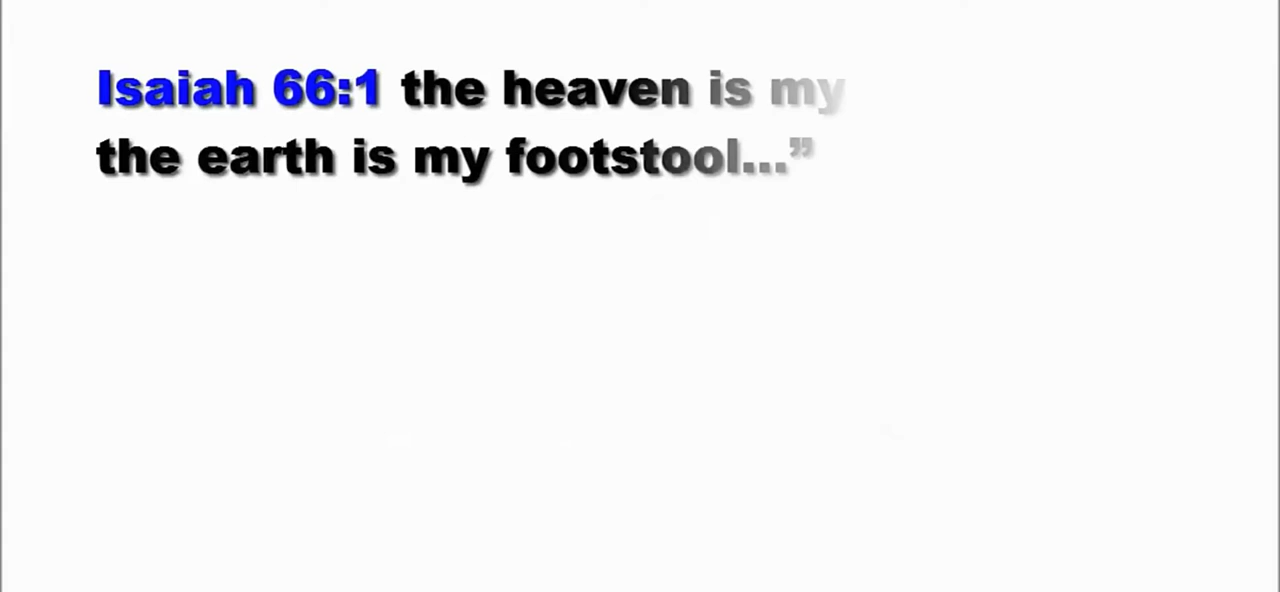 Isaiah 66:1 the heaven is my
the earth is my footstool...”